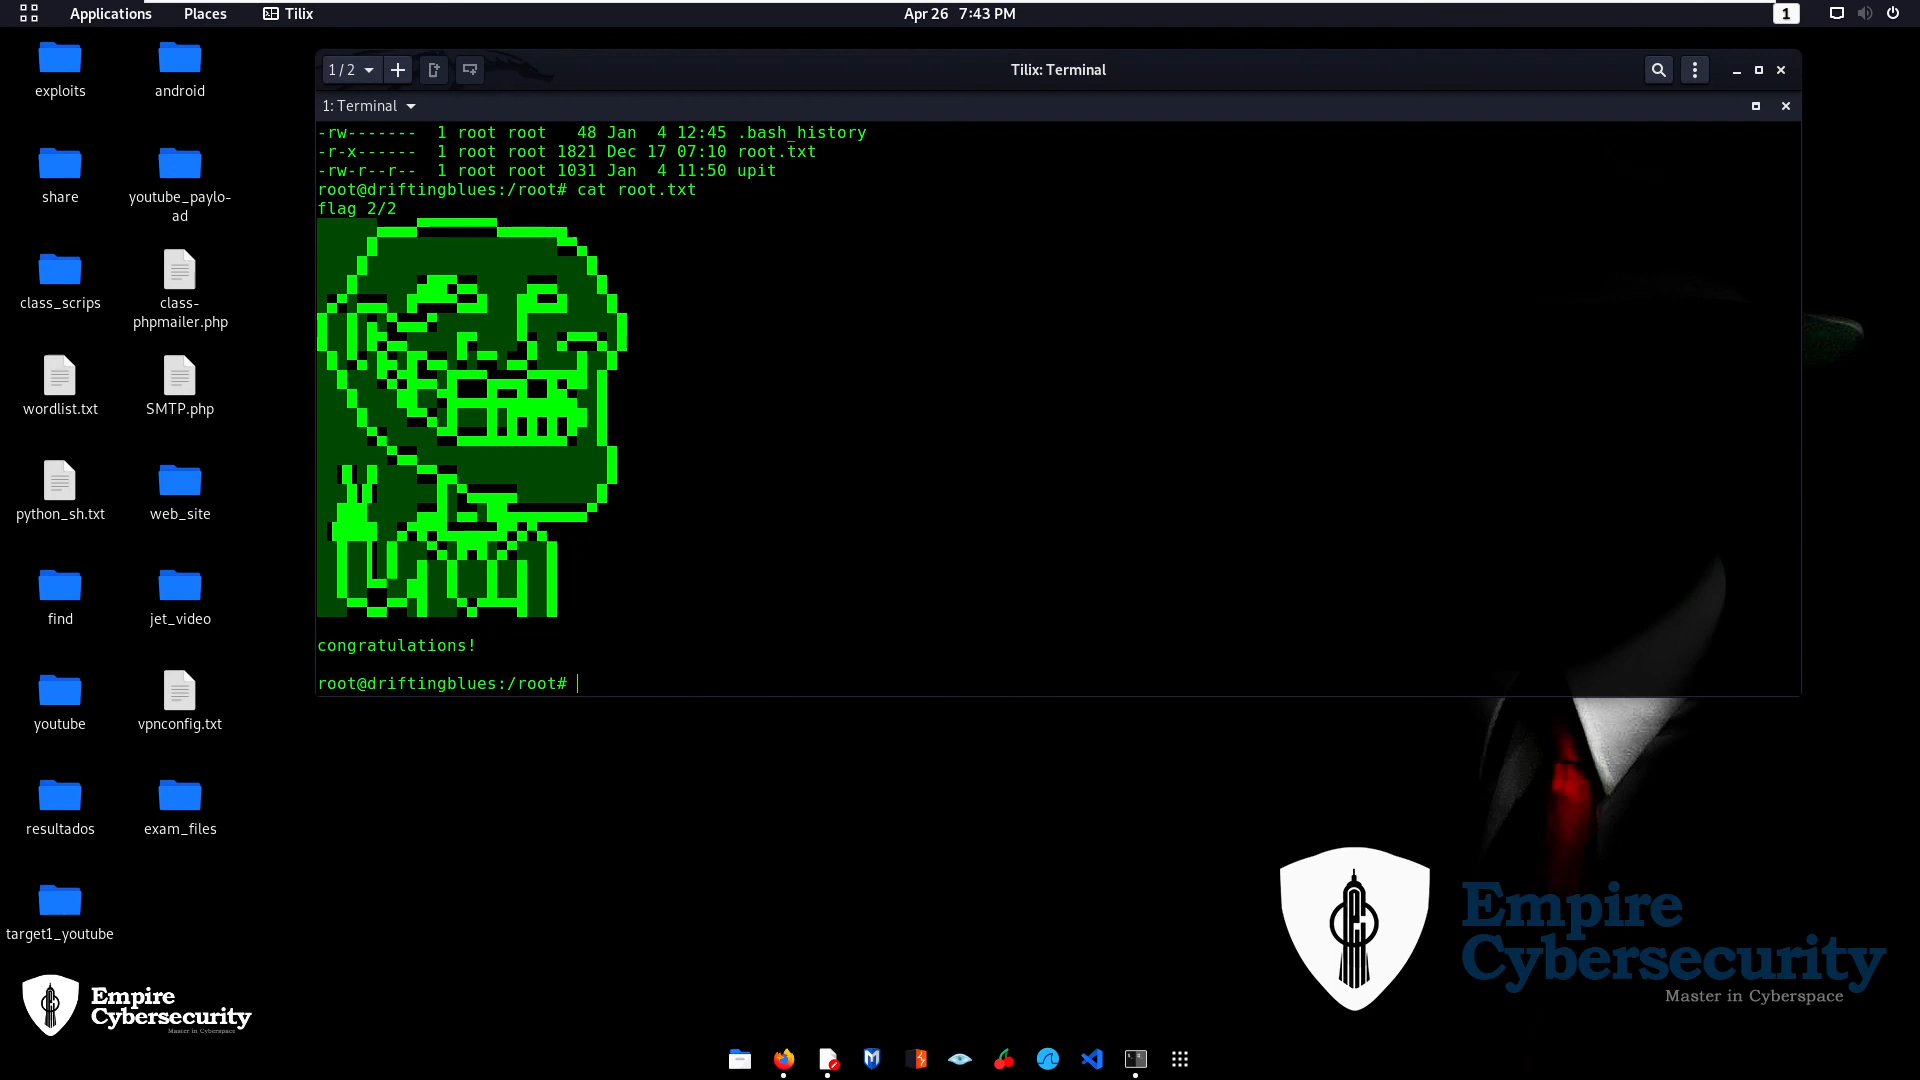 Applications Places Tilix
Apr 26 7:43 PM
1
exploits
android
share
youtube_paylo-
ad
class_scrips
class-
phpmailer.php
wordlist.txt
SMTP.php
python_sh.txt
web_site
find
jet_video
youtube
vpnconfig.txt
resultados
exam_files
target1_youtube
Empire
Cybersecurity
Master in Cyberspace
1 / 2
Tilix: Terminal
1: Terminal
-rw-------  1 root root   48 Jan  4 12:45 .bash_history
-r-x------  1 root root 1821 Dec 17 07:10 root.txt
-rw-r--r--  1 root root 1031 Jan  4 11:50 upit
root@driftingblues:/root# cat root.txt
flag 2/2
congratulations!
root@driftingblues:/root#
Empire
Cybersecurity
Master in Cyberspace